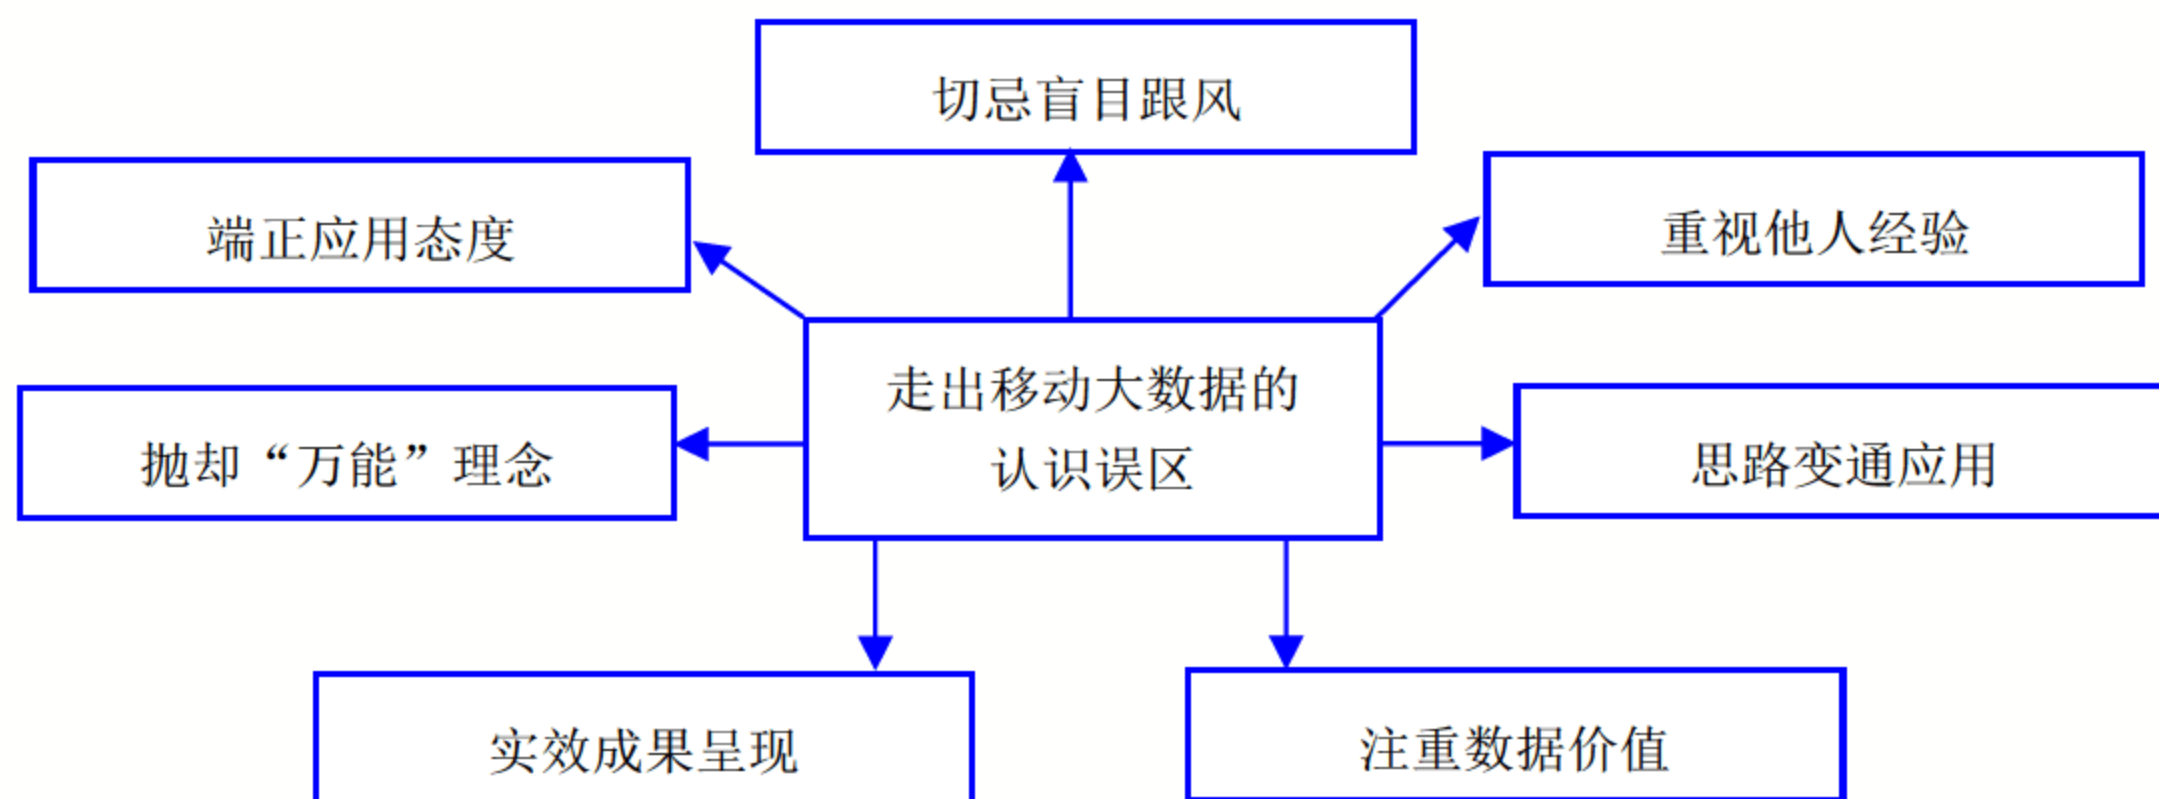 切忌盲目跟风
端正应用态度
重视他人经验
走出移动大数据的
认识误区
抛却“万能”理念
思路变通应用
实效成果呈现
注重数据价值